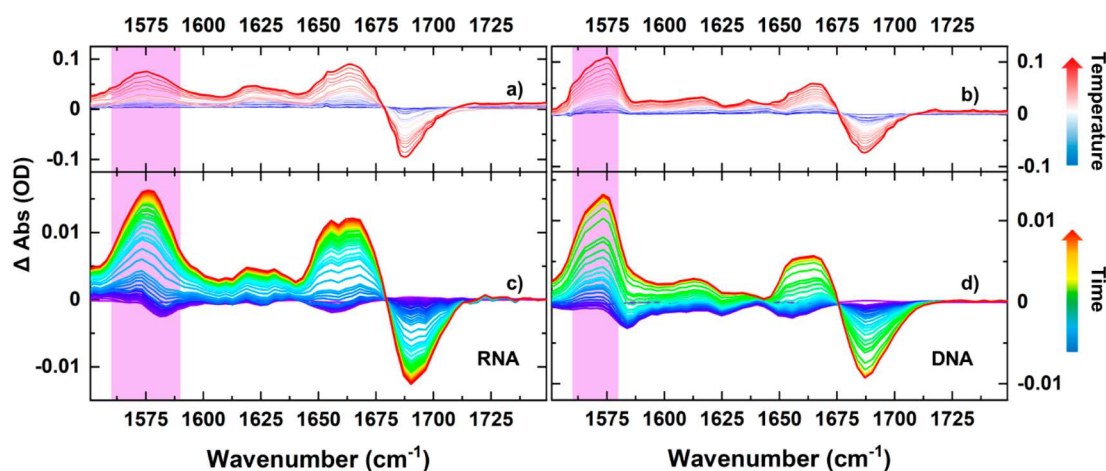 1575 1600 1625 1650 1675 1700 1725 1575 1600 1625 1650 1675 1700 1725
0.1 a) b) 0.1
0 0
-0.1 -0.1
Temperature
Δ Abs (OD)
0.01 0.01
0 c) d) 0
-0.01 RNA DNA -0.01
Time
1575 1600 1625 1650 1675 1700 1725 1575 1600 1625 1650 1675 1700 1725
Wavenumber (cm⁻¹) Wavenumber (cm⁻¹)